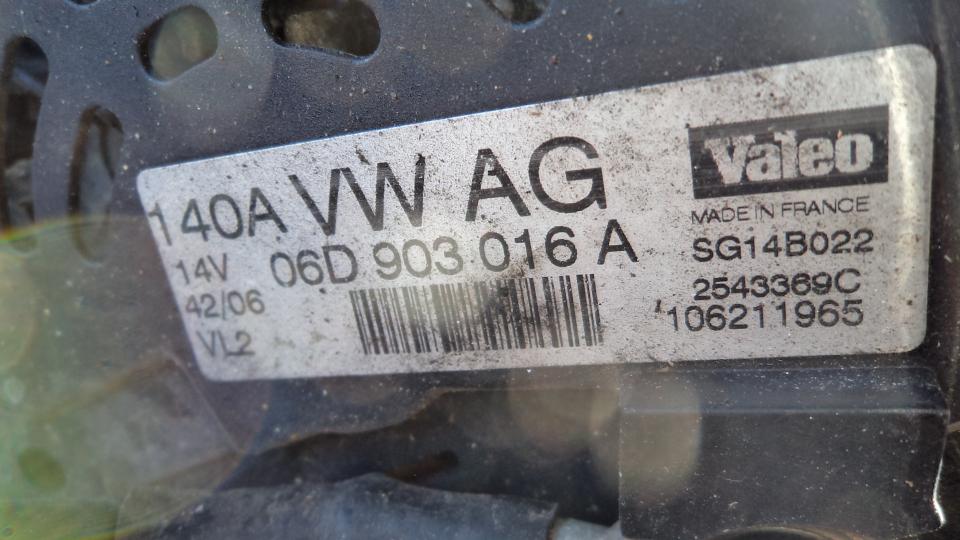 140A VW AG
14V 06D 903 016 A
42/06
VL2
Valeo
MADE IN FRANCE
SG14B022
2543369C
106211965